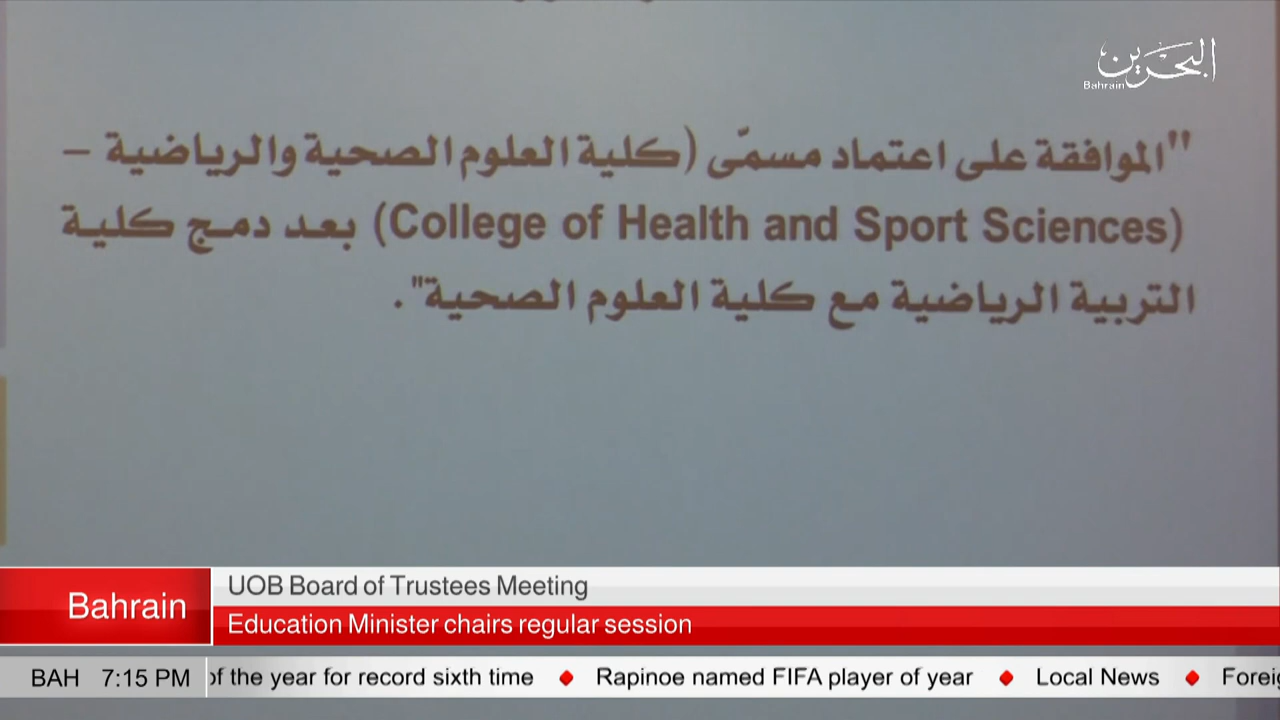 البحرين
Bahrain
"الموافقة على اعتماد مسمّى (كلية العلوم الصحية والرياضية –
College of Health and Sport Sciences) بعد دمج كلية)
التربية الرياضية مع كلية العلوم الصحية".
UOB Board of Trustees Meeting
Bahrain
Education Minister chairs regular session
BAH 7:15 PM of the year for record sixth time Rapinoe named FIFA player of year Local News